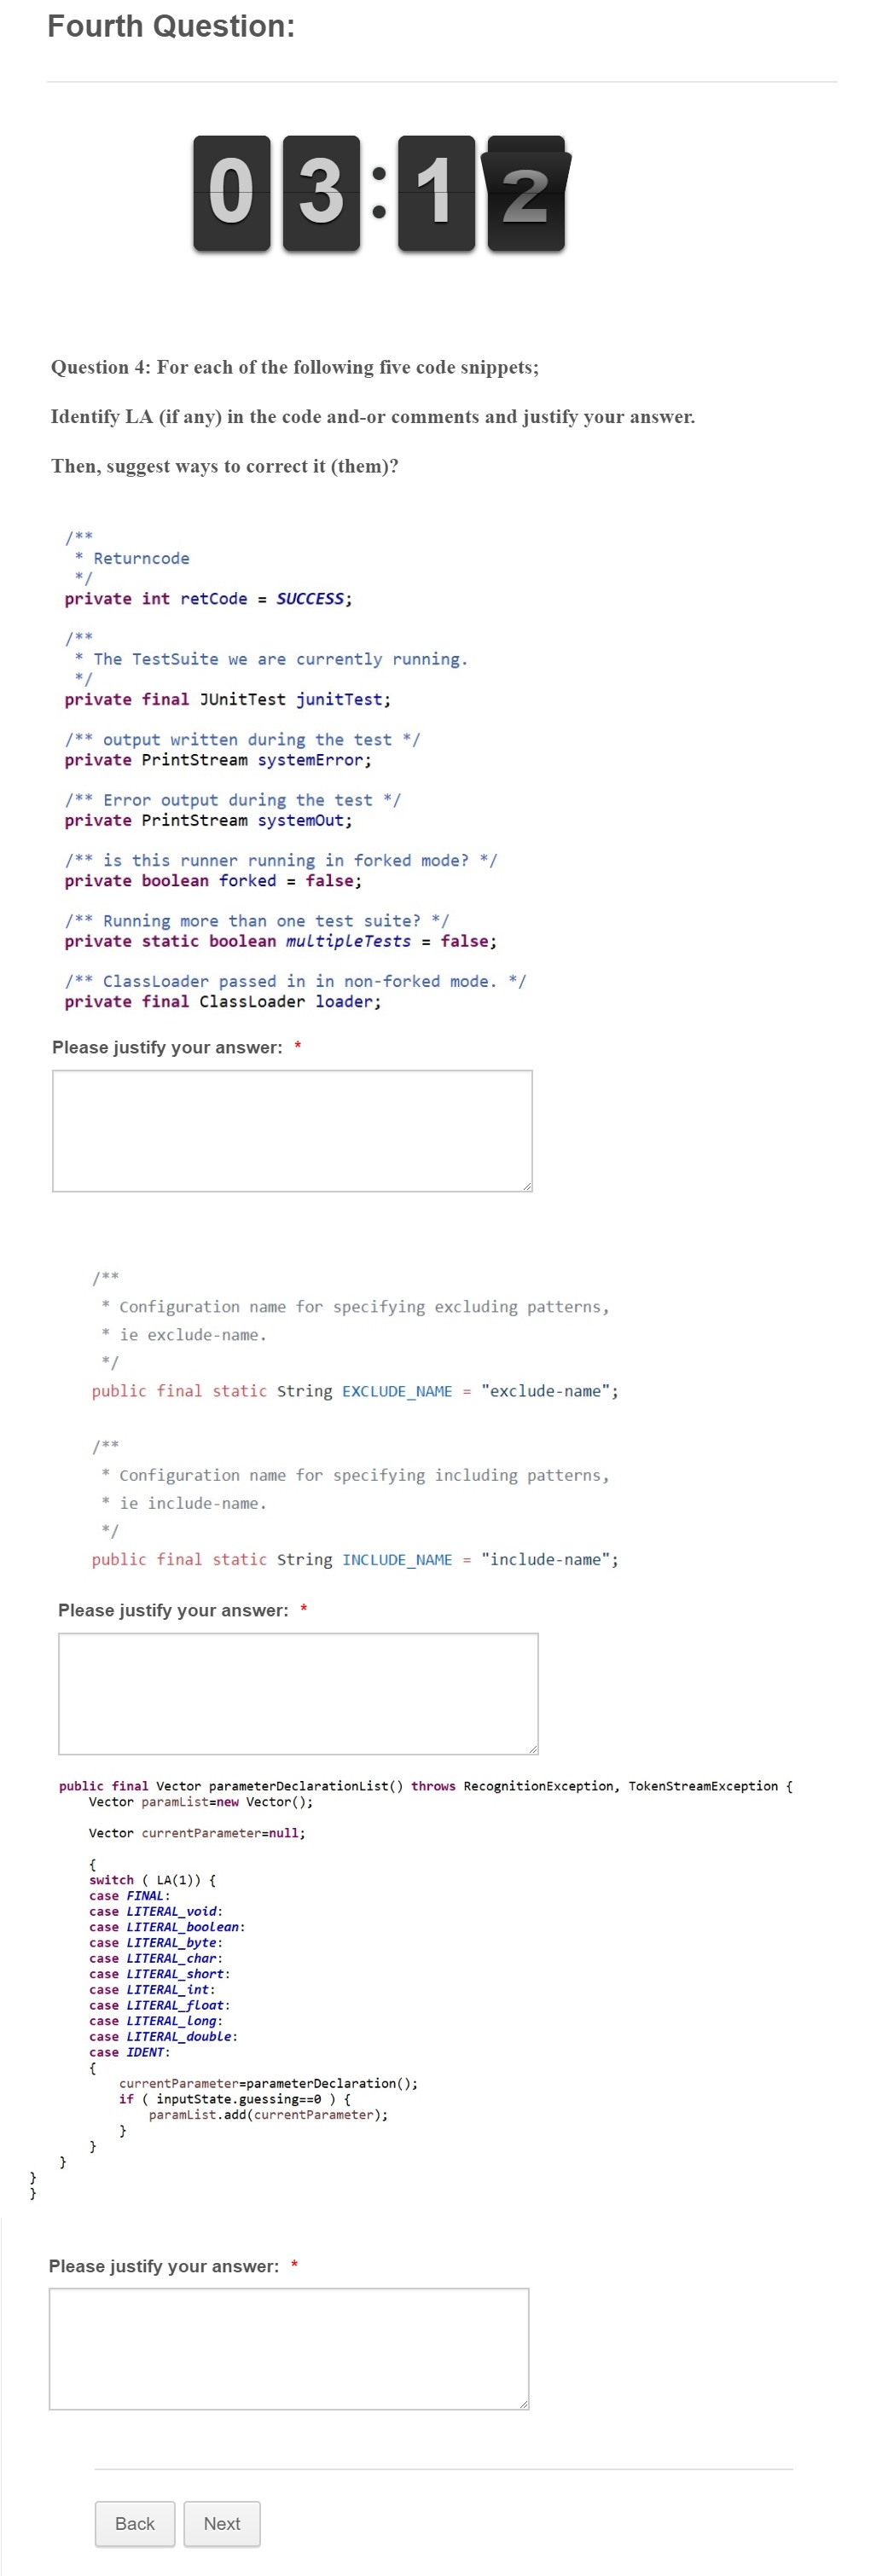 Fourth Question:
03:12
Question 4: For each of the following five code snippets;
Identify LA (if any) in the code and-or comments and justify your answer.
Then, suggest ways to correct it (them)?
/**
 * Returncode
 */
private int retCode = SUCCESS;
/**
 * The TestSuite we are currently running.
 */
private final JUnitTest junitTest;
/** output written during the test */
private PrintStream systemError;
/** Error output during the test */
private PrintStream systemOut;
/** is this runner running in forked mode? */
private boolean forked = false;
/** Running more than one test suite? */
private static boolean multipleTests = false;
/** ClassLoader passed in in non-forked mode. */
private final ClassLoader loader;
Please justify your answer: *
/**
 * Configuration name for specifying excluding patterns,
 * ie exclude-name.
 */
public final static String EXCLUDE_NAME = "exclude-name";
/**
 * Configuration name for specifying including patterns,
 * ie include-name.
 */
public final static String INCLUDE_NAME = "include-name";
Please justify your answer: *
public final Vector parameterDeclarationList() throws RecognitionException, TokenStreamException {
Vector paramList=new Vector();
Vector currentParameter=null;
{
switch ( LA(1)) {
case FINAL:
case LITERAL_void:
case LITERAL_boolean:
case LITERAL_byte:
case LITERAL_char:
case LITERAL_short:
case LITERAL_int:
case LITERAL_float:
case LITERAL_long:
case LITERAL_double:
case IDENT:
{
currentParameter=parameterDeclaration();
if ( inputState.guessing==0 ) {
paramList.add(currentParameter);
}
}
}
}
}
Please justify your answer: *
Back Next